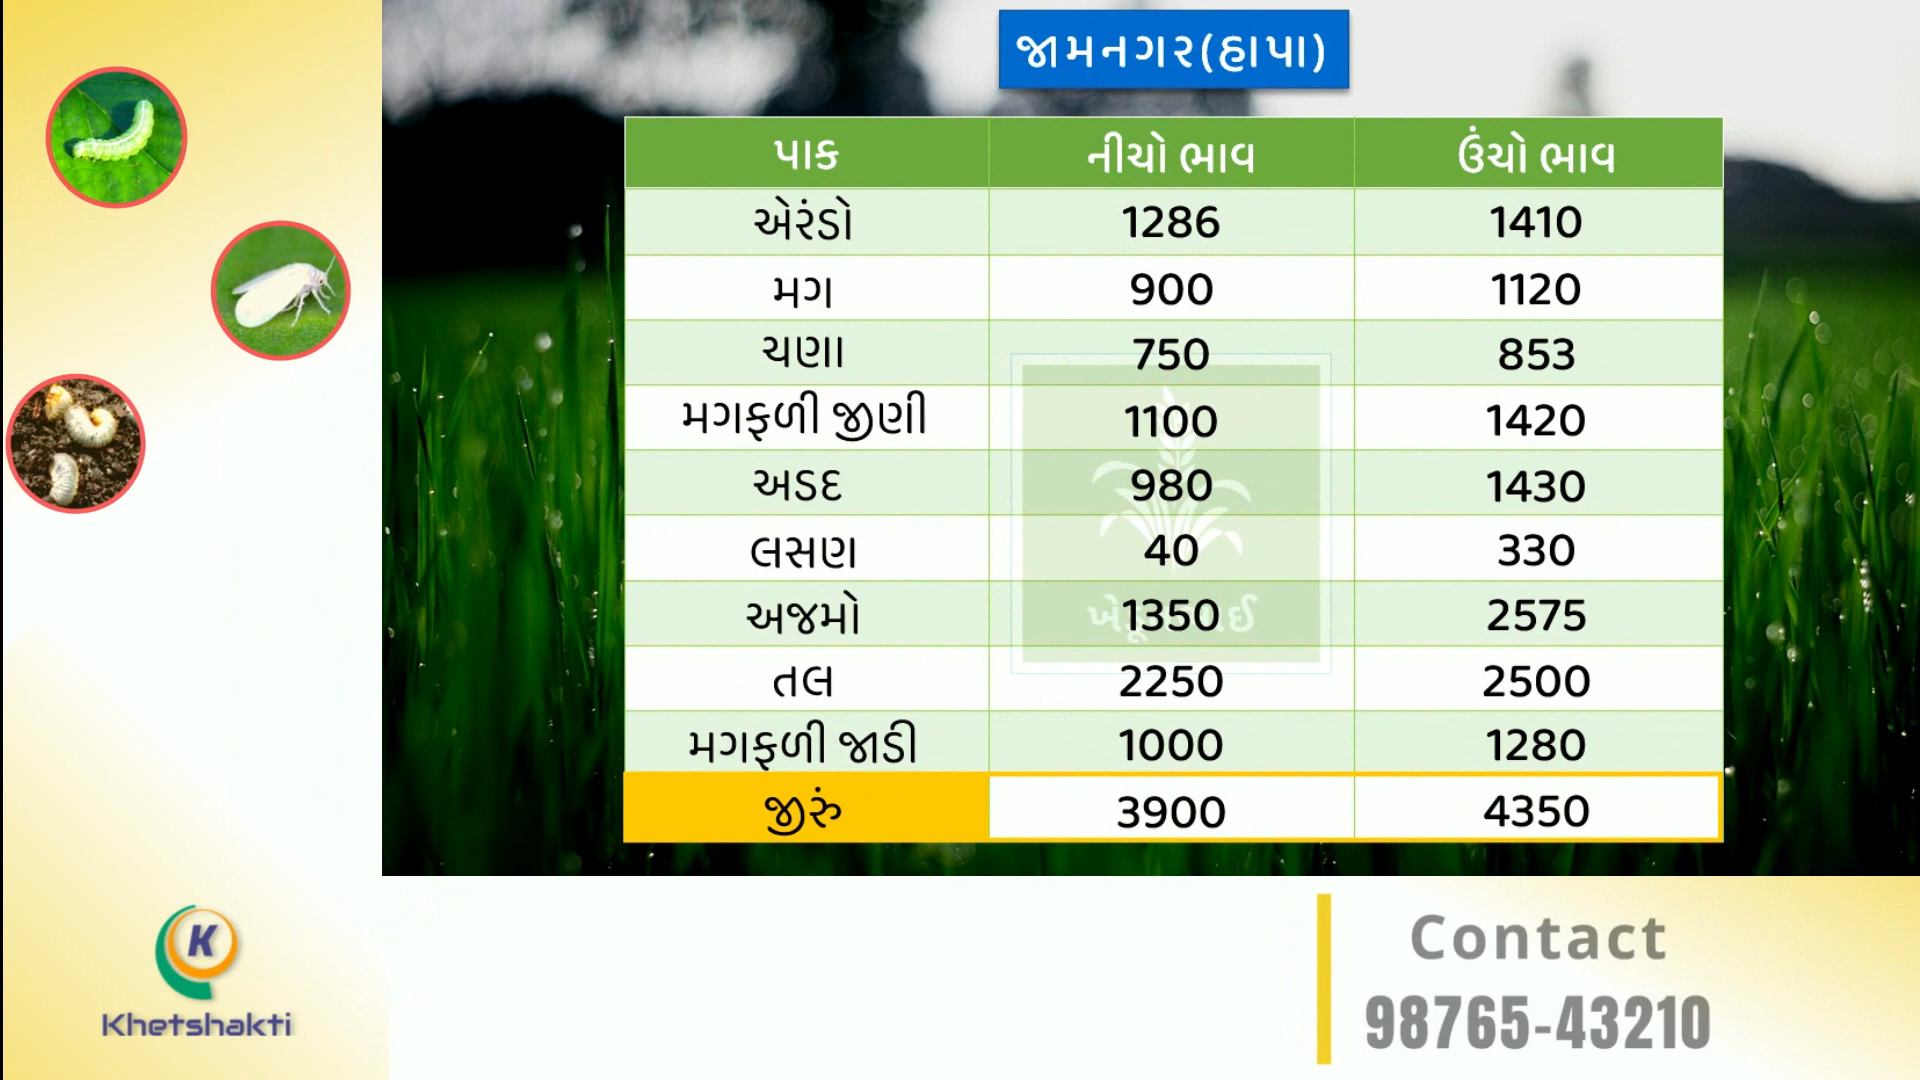 જામનગર(હાપા)
પાક નીચો ભાવ ઉંચો ભાવ
એરંડો 1286 1410
મગ 900 1120
ચણા 750 853
મગફળી જીણી 1100 1420
અડદ 980 1430
લસણ 40 330
અજમો 1350 2575
તલ 2250 2500
મગફળી જાડી 1000 1280
જીરું 3900 4350
K
Khetshakti
Contact
98765-43210